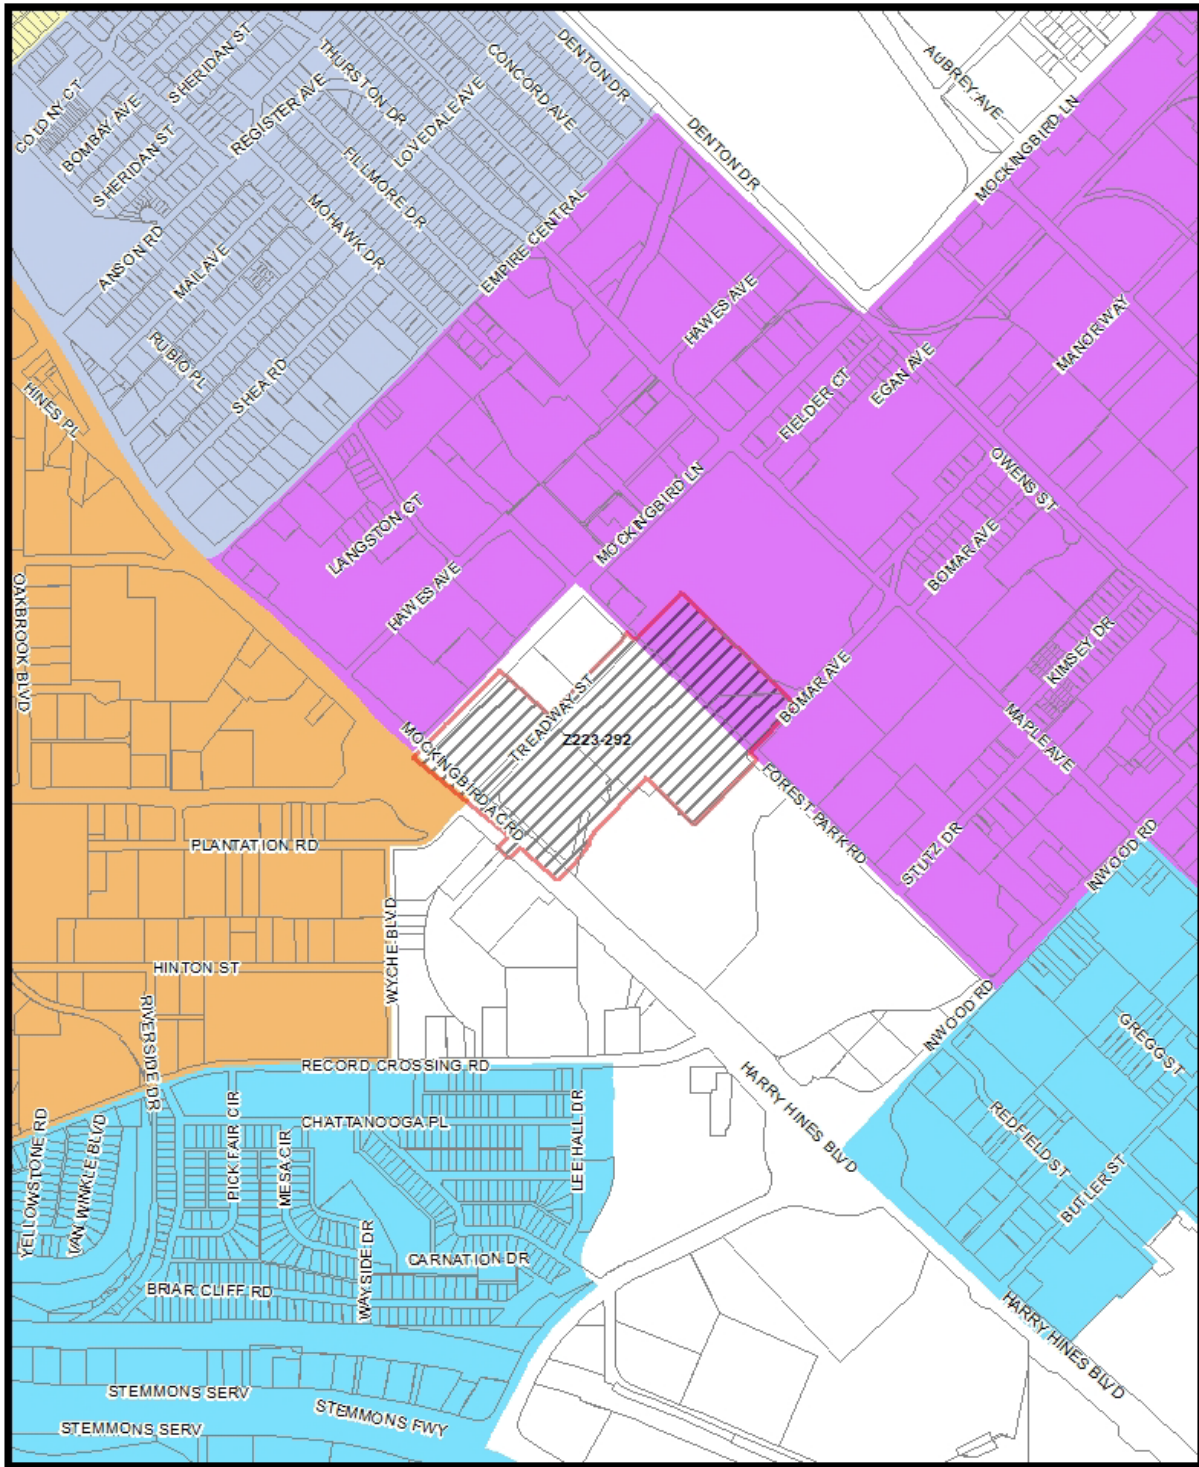 DENTON DR
SHERIDAN ST
THURSTON DR
CONCORD AVE
AUBREY AVE
COLONY CT
BOMBAY AVE
REGISTER AVE
LOVEDALE AVE
SHERIDAN ST
DENTON DR
MOCKINGBIRD LN
FILLMORE DR
MOHAWK DR
ANSON RD
MAIL AVE
EMPIRE CENTRAL
HAWES AVE
MANOR WAY
RUBIO PL
SHEA RD
FIELDER CT
EGAN AVE
HINES PL
OWENS ST
MOCKINGBIRD LN
LANGSTON CT
BOMAR AVE
HAWES AVE
OAKBROOK BLVD
KIMSEY DR
BOMAR AVE
TREADWAY ST
Z223-292
MAPLE AVE
MOCKINGBIRD AC RD
FOREST PARK RD
PLANTATION RD
STUTZ DR
INWOOD RD
WYCHE BLVD
HINTON ST
RIVERSIDE DR
INWOOD RD
GREGG ST
RECORD CROSSING RD
HARRY HINES BLVD
CHATTANOOGA PL
PICKFAIR CIR
MESA CIR
LEE HALL DR
REDFIELD ST
YELLOWSTONE RD
VAN WINKLE BLVD
BUTLER ST
WAYSIDE DR
CARNATION DR
BRIAR CLIFF RD
HARRY HINES BLVD
STEMMONS SERV
STEMMONS FWY
STEMMONS SERV